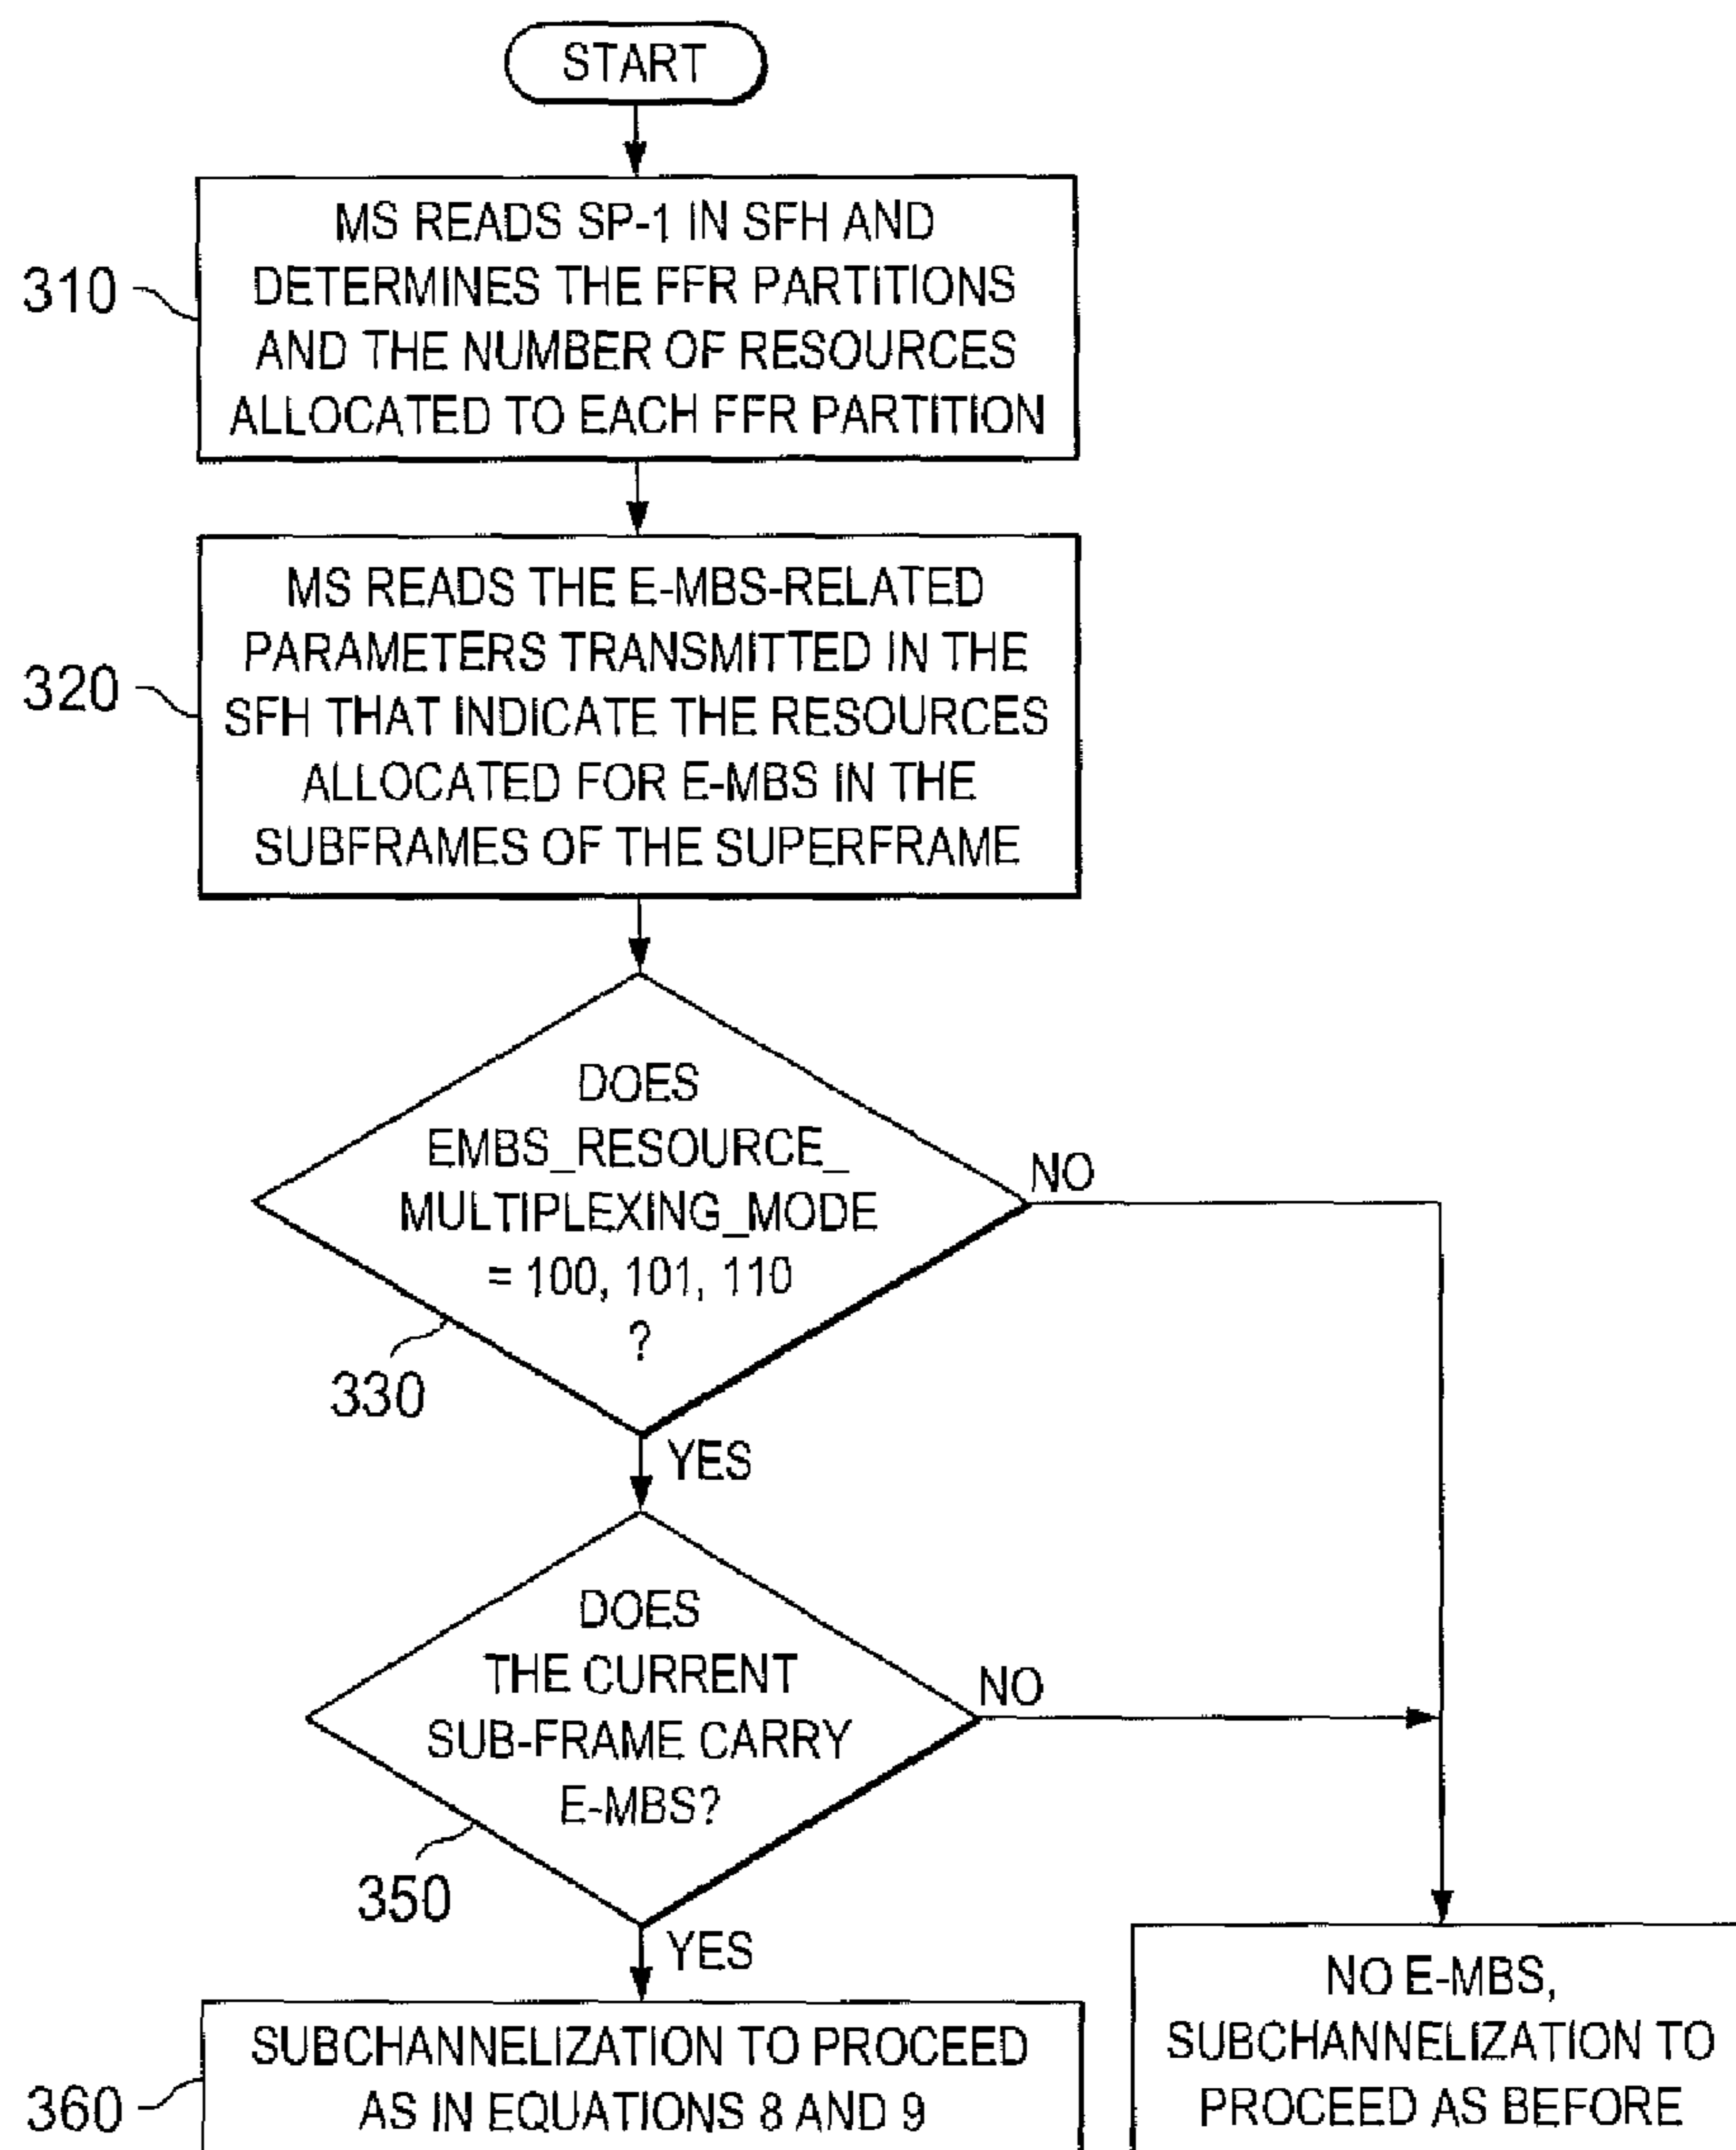 START
310
MS READS SP-1 IN SFH AND
DETERMINES THE FFR PARTITIONS
AND THE NUMBER OF RESOURCES
ALLOCATED TO EACH FFR PARTITION
320
MS READS THE E-MBS-RELATED
PARAMETERS TRANSMITTED IN THE
SFH THAT INDICATE THE RESOURCES
ALLOCATED FOR E-MBS IN THE
SUBFRAMES OF THE SUPERFRAME
DOES
EMBS_RESOURCE_
MULTIPLEXING_MODE
= 100, 101, 110
?
NO
330
YES
DOES
THE CURRENT
SUB-FRAME CARRY
E-MBS?
NO
350
YES
360
SUBCHANNELIZATION TO PROCEED
AS IN EQUATIONS 8 AND 9
NO E-MBS,
SUBCHANNELIZATION TO
PROCEED AS BEFORE